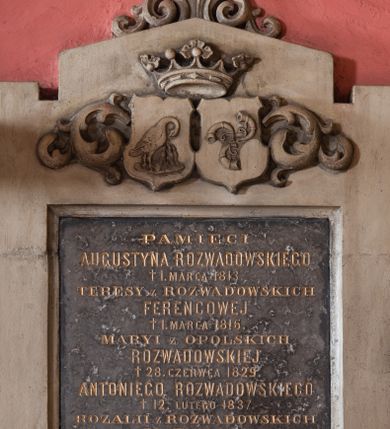 PAMIĘCI
AUGUSTYNA ROZWADOWSKIEGO
† 1. MARCA 1813.
TERESY z ROZWADOWSKICH
FERENCOWEJ
† 1. MARCA 1816.
MARYI z OPOLSKICH
ROZWADOWSKIEJ
† 28. CZERWCA 1829.
ANTONIEGO ROZWADOWSKIEGO
† 12. LUTEGO 1837.
ROZALII z ROZWADOWSKICH